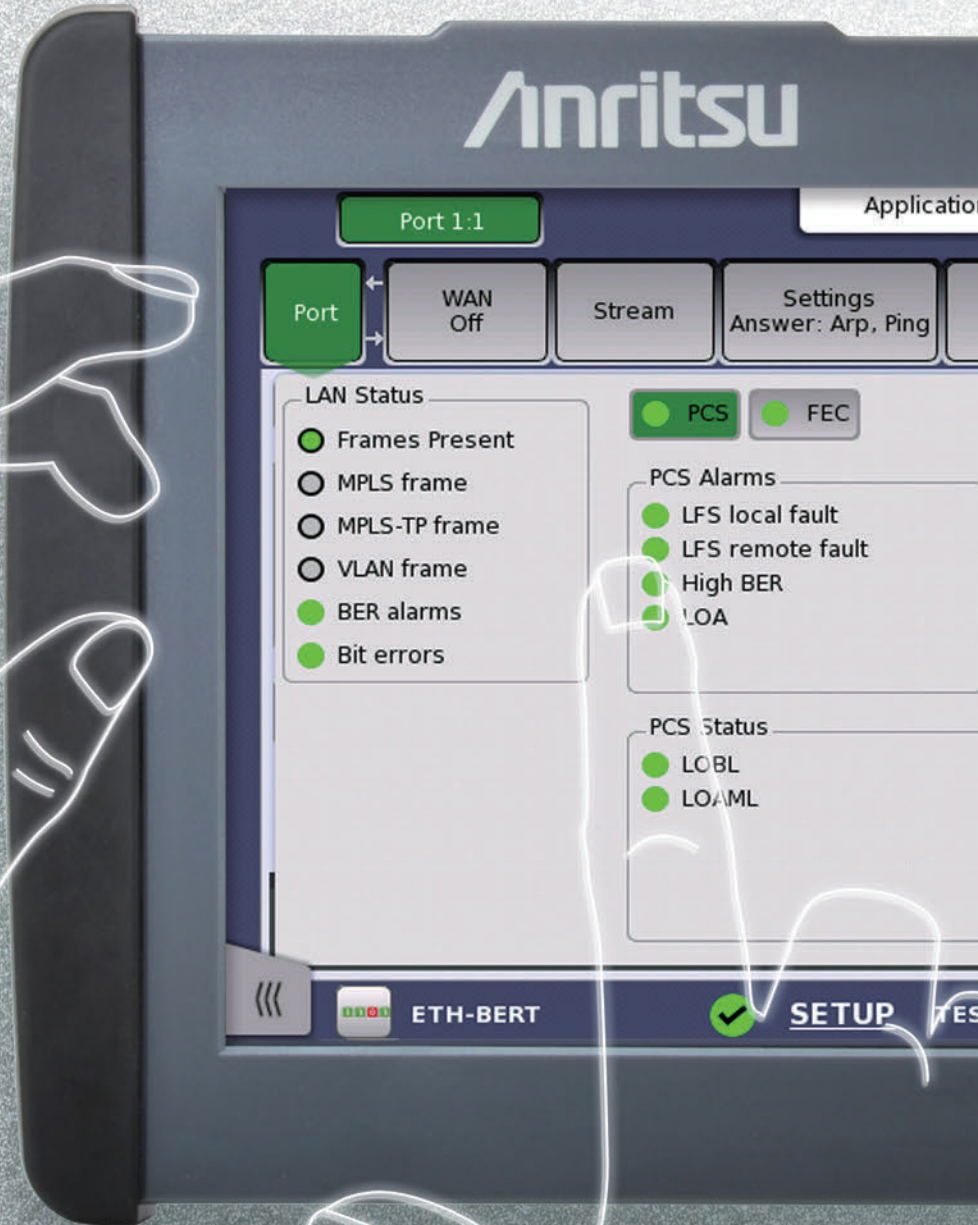 Anritsu
Port 1:1
Port
WAN
Off
Stream
Settings
Answer: Arp, Ping
LAN Status
Frames Present
MPLS frame
MPLS-TP frame
VLAN frame
BER alarms
Bit errors
PCS
FEC
PCS Alarms
LFS local fault
LFS remote fault
High BER
LOA
PCS Status
LOBL
LOAML
ETH-BERT
SETUP